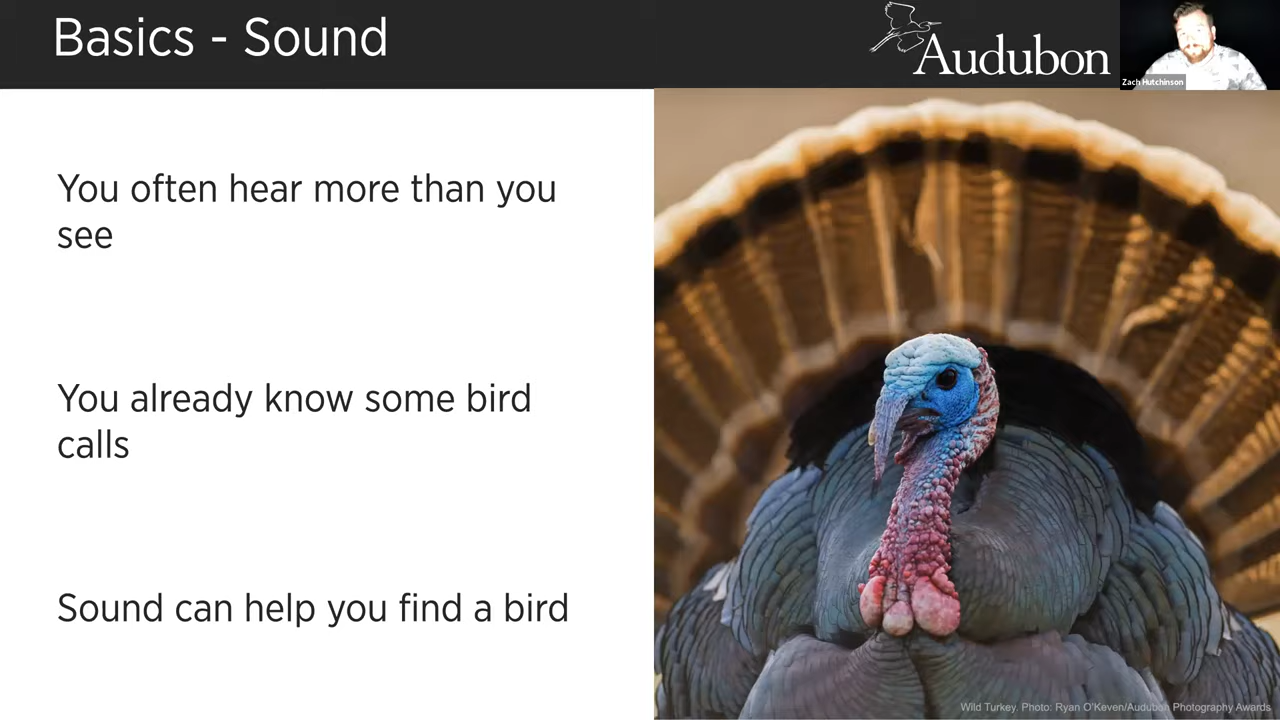 Basics - Sound
Audubon
Zach Hutchinson
You often hear more than you
see
You already know some bird
calls
Sound can help you find a bird
Wild Turkey. Photo: Ryan O'Keven/Audubon Photography Awards